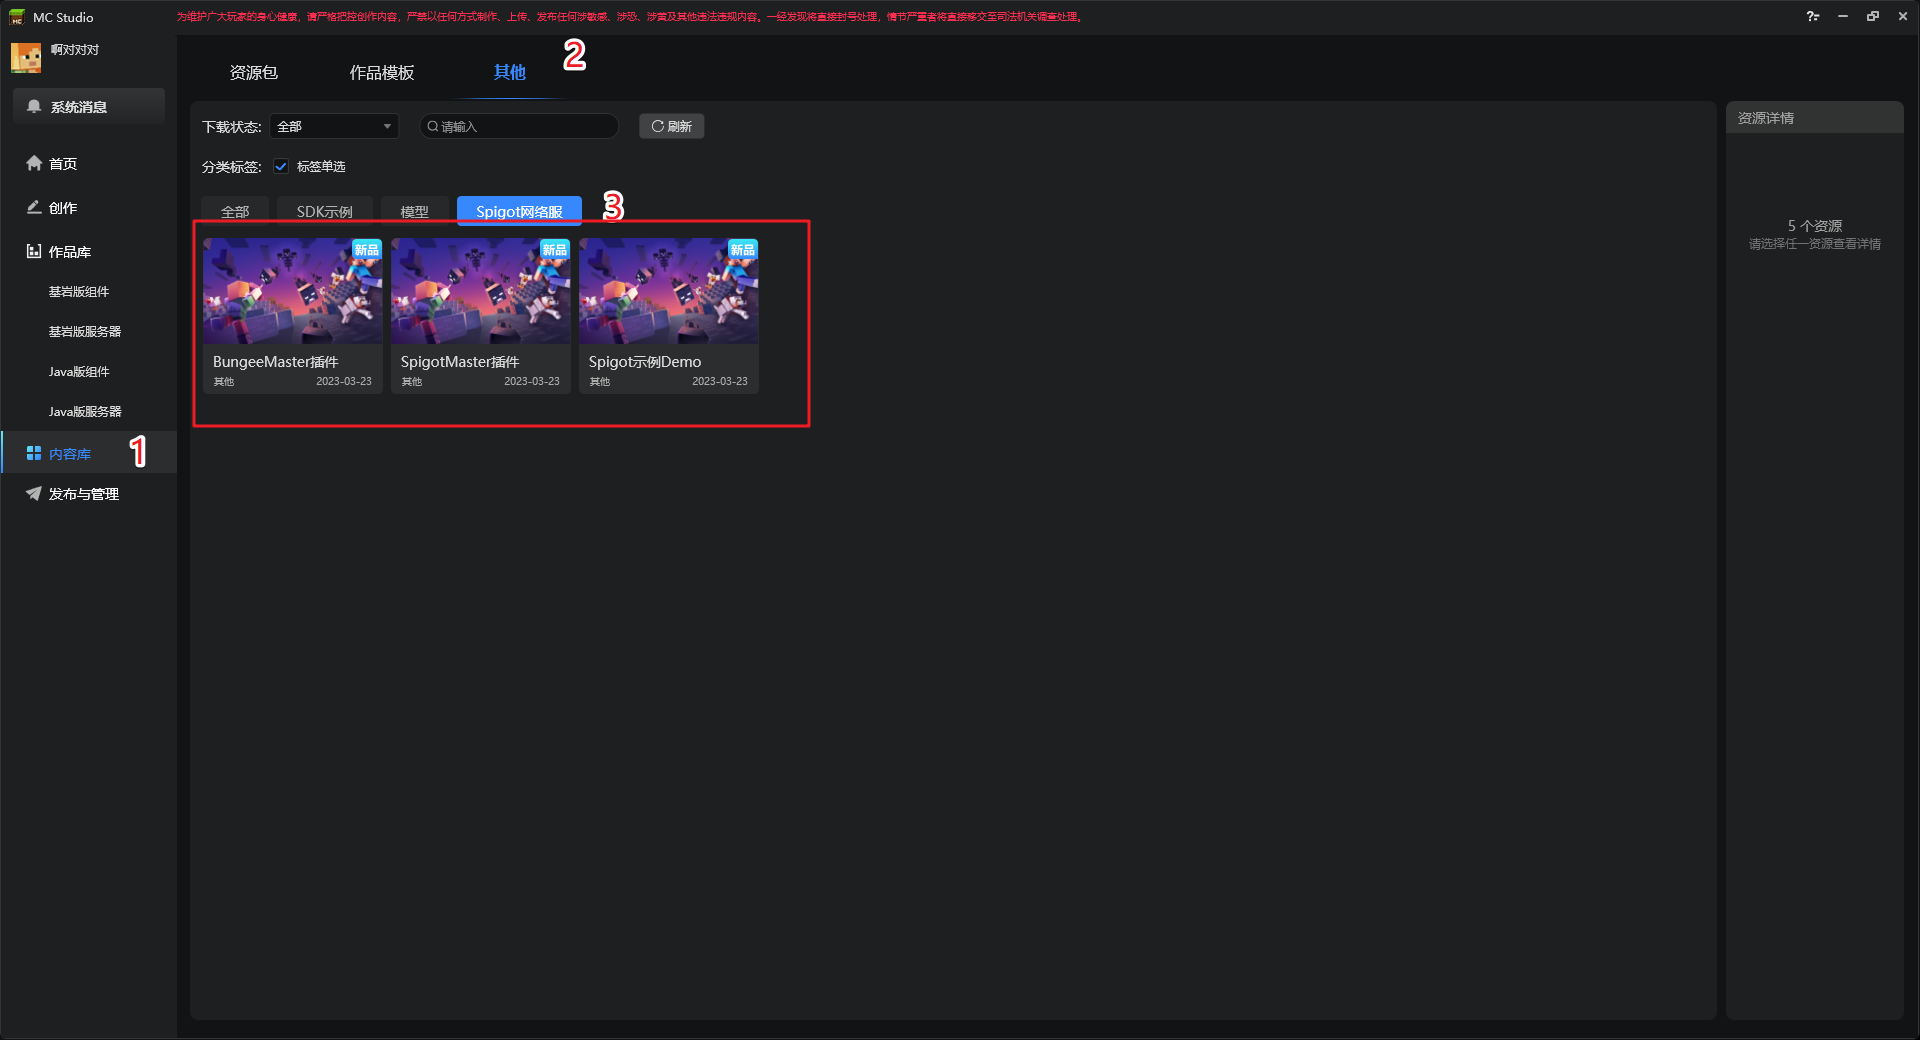 MC Studio
为维护广大玩家的身心健康，请严格把控创作内容，严禁以任何方式制作、上传、发布任何涉敏感、涉恐、涉黄及其他违法违规内容。一经发现将直接封号处理，情节严重者将直接移交至司法机关调查处理。
啊对对对
系统消息
首页
创作
作品库
基岩版组件
基岩版服务器
Java版组件
Java版服务器
内容库
1
发布与管理
资源包
作品模板
其他
2
下载状态:
全部
请输入
刷新
分类标签:
标签单选
全部
SDK示例
模型
Spigot网络服
3
新品
BungeeMaster插件
其他
2023-03-23
新品
SpigotMaster插件
其他
2023-03-23
新品
Spigot示例Demo
其他
2023-03-23
资源详情
5 个资源
请选择任一资源查看详情